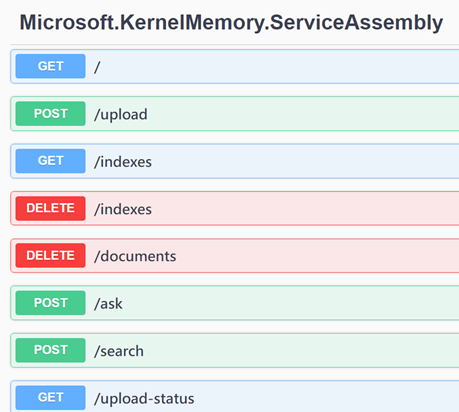 Microsoft.KernelMemory.ServiceAssembly
GET /
POST /upload
GET /indexes
DELETE /indexes
DELETE /documents
POST /ask
POST /search
GET /upload-status